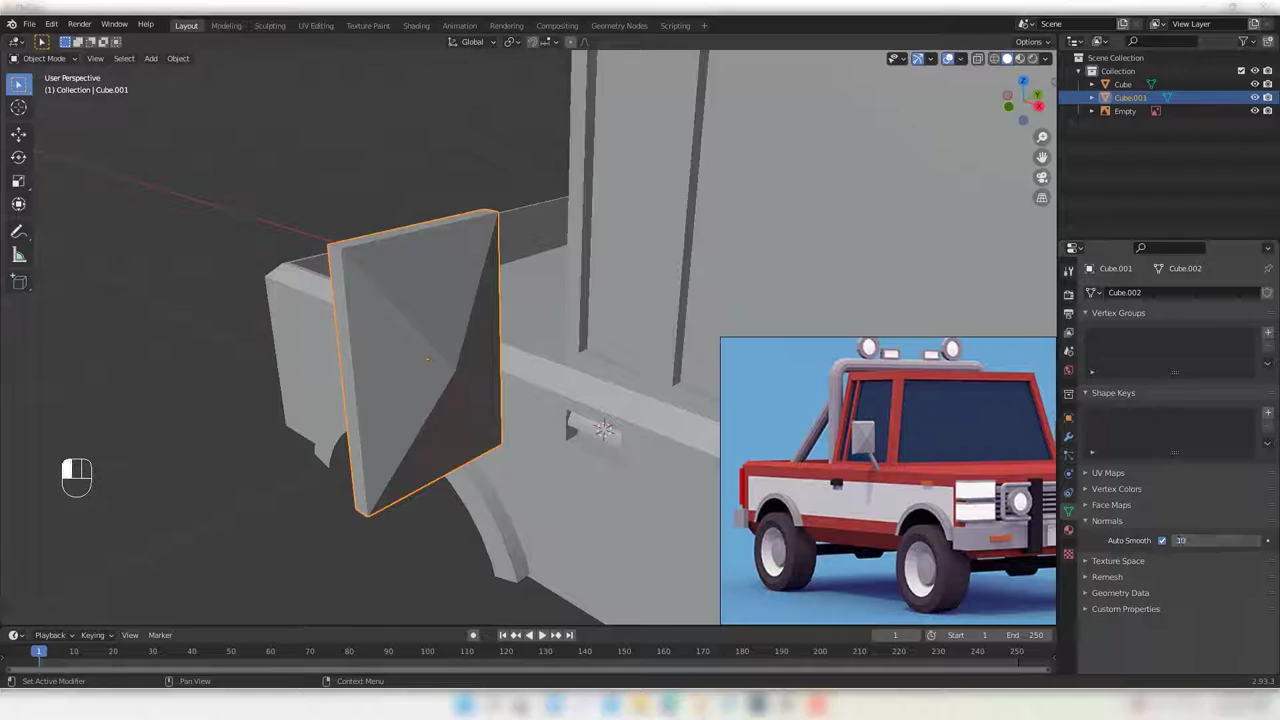 File Edit Render Window Help Layout Modeling Sculpting UV Editing Texture Paint Shading Animation Rendering Compositing Geometry Nodes Scripting + Scene View Layer
Global Options
Object Mode View Select Add Object
User Perspective
(1) Collection | Cube.001
Scene Collection
Collection
Cube
Cube.001
Empty
Z
Y
X
Cube.001 Cube.002
Cube.002
Vertex Groups
Shape Keys
UV Maps
Vertex Colors
Face Maps
Normals
Auto Smooth 30
Texture Space
Remesh
Geometry Data
Custom Properties
Playback Keying View Marker 1 Start 1 End 250
1 10 20 30 40 50 60 70 80 90 100 110 120 130 140 150 160 170 180 190 200 210 220 230 240 250
Set Active Modifier Pan View Context Menu 2.93.3